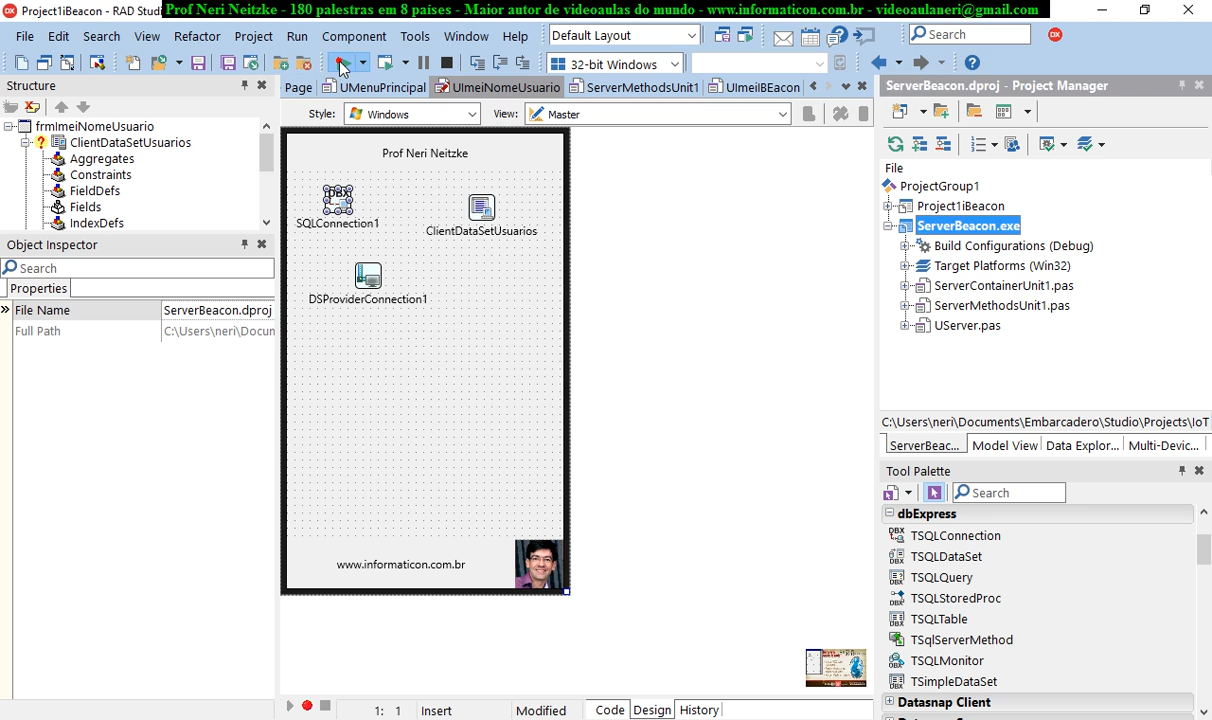 Project1iBeacon - RAD Studi
Prof Neri Neitzke - 180 palestras em 8 países - Maior autor de videoaulas do mundo - www.informaticon.com.br - videoaulaneri@gmail.com
File Edit Search View Refactor Project Run Component Tools Window Help
Default Layout
Search
32-bit Windows
Structure
frmImeiNomeUsuario
ClientDataSetUsuarios
Aggregates
Constraints
FieldDefs
Fields
IndexDefs
Object Inspector
Search
Properties
File Name ServerBeacon.dproj
Full Path C:\Users\neri\Docun
Page UMenuPrincipal UImeiNomeUsuario ServerMethodsUnit1 UImeiIBEacon
Style: Windows View: Master
Prof Neri Neitzke
DBX
SQLConnection1
ClientDataSetUsuarios
DSProviderConnection1
www.informaticon.com.br
1: 1 Insert Modified Code Design History
ServerBeacon.dproj - Project Manager
File
ProjectGroup1
Project1iBeacon
ServerBeacon.exe
Build Configurations (Debug)
Target Platforms (Win32)
ServerContainerUnit1.pas
ServerMethodsUnit1.pas
UServer.pas
C:\Users\neri\Documents\Embarcadero\Studio\Projects\IoT
ServerBeac... Model View Data Explor... Multi-Devic...
Tool Palette
Search
dbExpress
TSQLConnection
TSQLDataSet
TSQLQuery
TSQLStoredProc
TSQLTable
TSqlServerMethod
TSQLMonitor
TSimpleDataSet
Datasnap Client